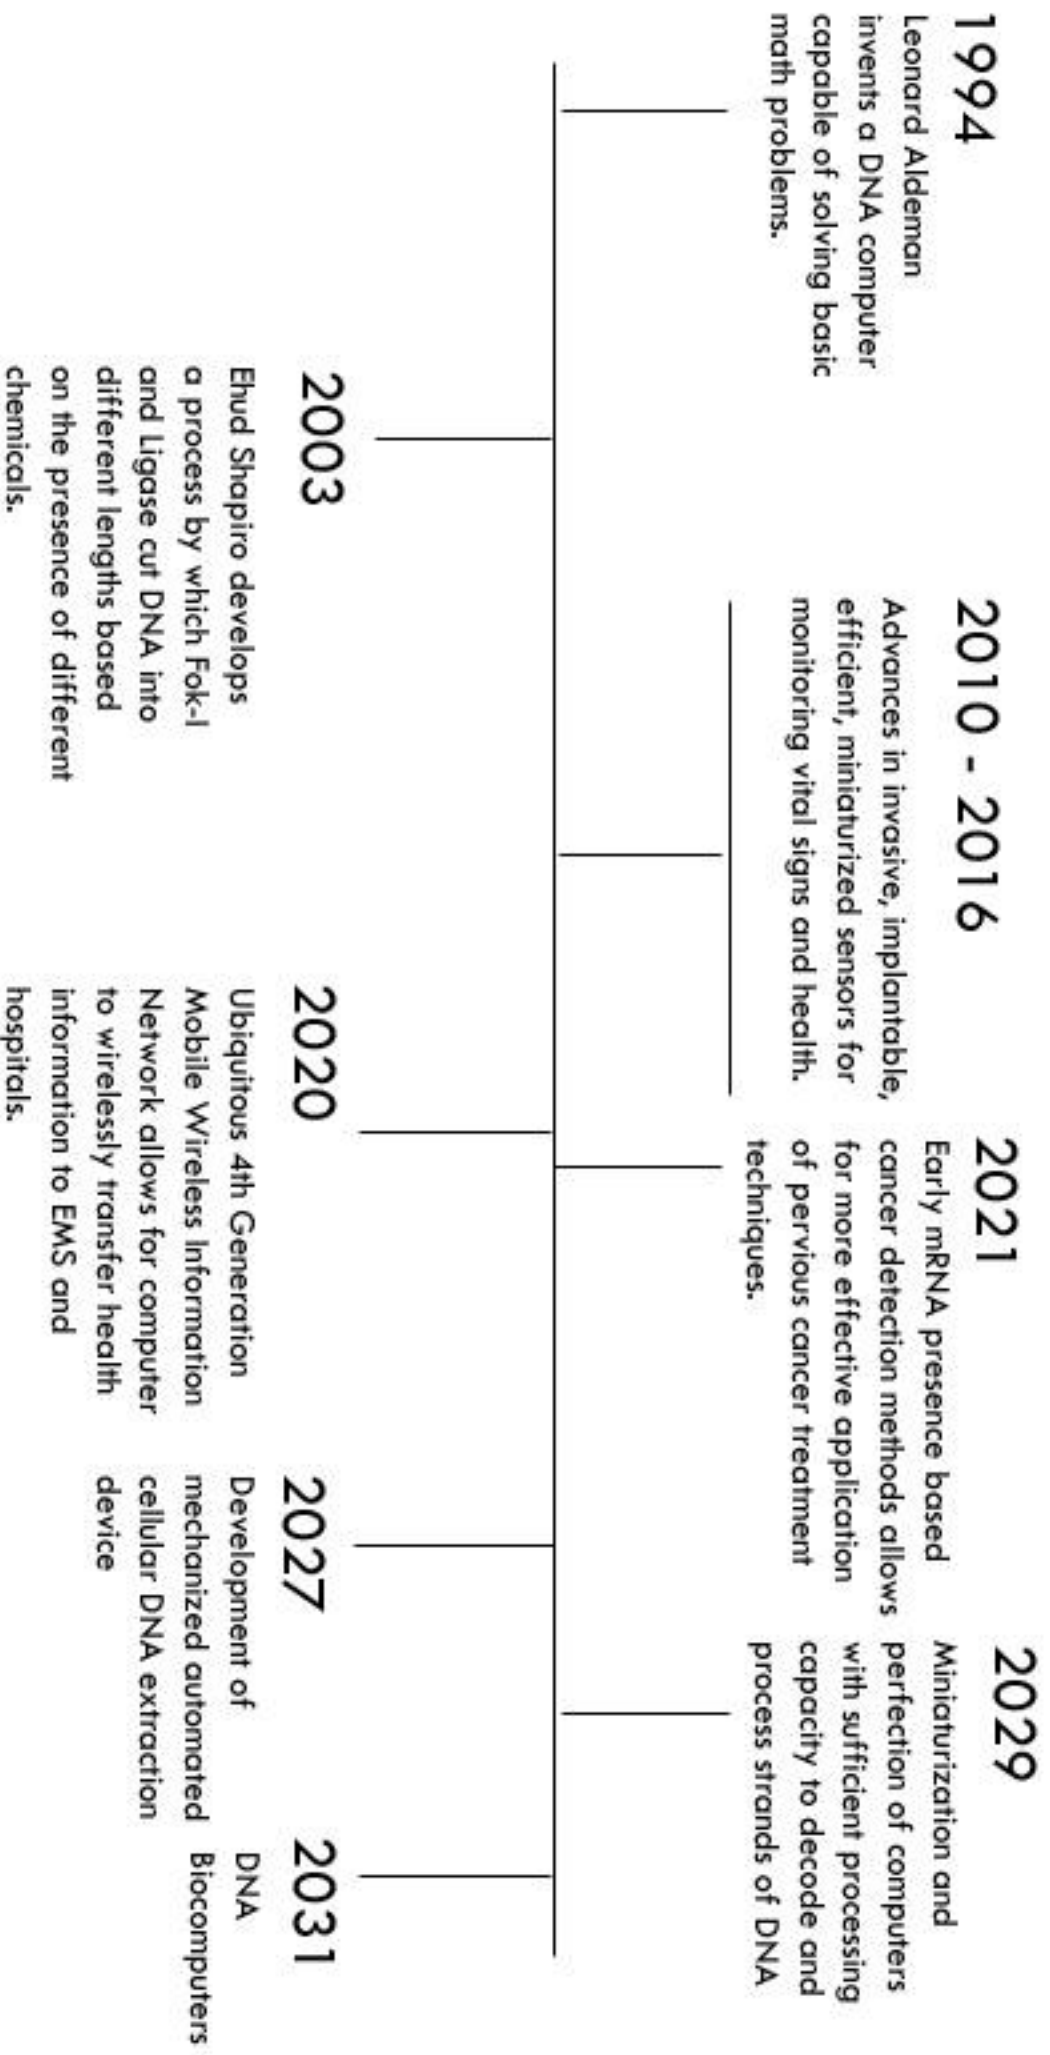 1994
Leonard Aldeman
invents a DNA computer
capable of solving basic
math problems.
2003
Ehud Shapiro develops
a process by which Fok-I
and Ligase cut DNA into
different lengths based
on the presence of different
chemicals.
2010 - 2016
Advances in invasive, implantable,
efficient, miniaturized sensors for
monitoring vital signs and health.
2020
Ubiquitous 4th Generation
Mobile Wireless Information
Network allows for computer
to wirelessly transfer health
information to EMS and
hospitals.
2021
Early mRNA presence based
cancer detection methods allows
for more effective application
of pervious cancer treatment
techniques.
2027
Development of
mechanized automated
cellular DNA extraction
device
2029
Miniaturization and
perfection of computers
with sufficient processing
capacity to decode and
process strands of DNA
2031
DNA
Biocomputers